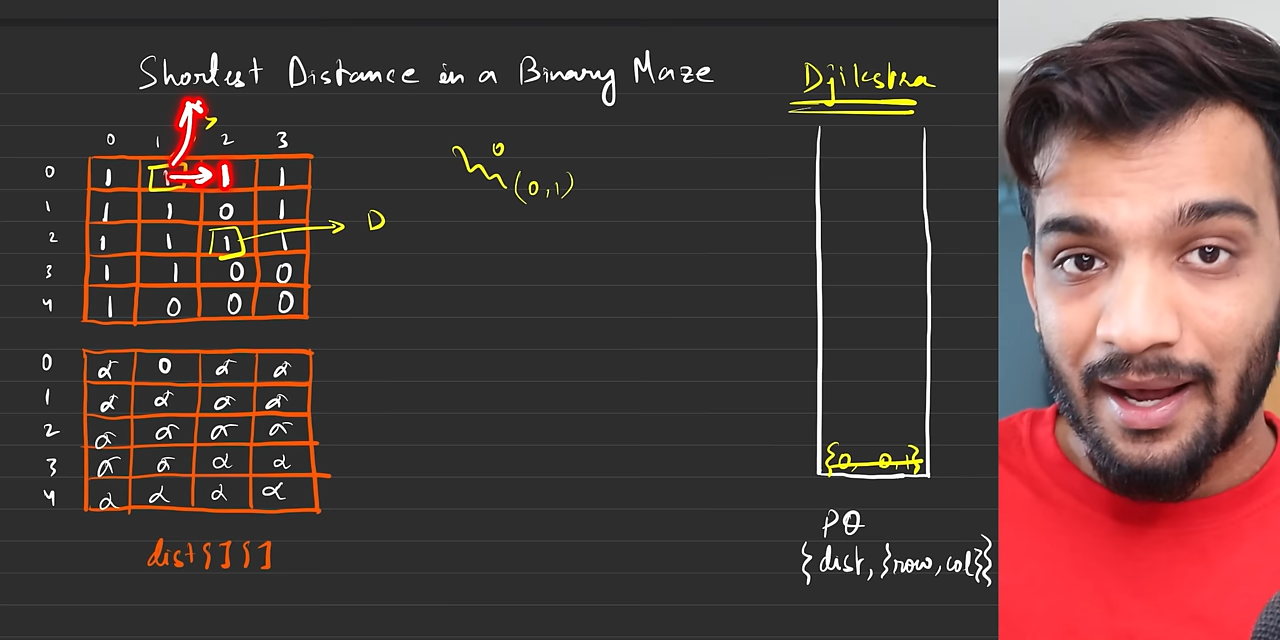 Shortest Distance in a Binary Maze
Djikstra
0 1 2 3
0 1 1 1 1
1 1 1 0 1
2 1 1 1 1
3 1 1 0 0
4 1 0 0 0
D
0
(0,1)
0 ∞ 0 ∞ ∞
1 ∞ ∞ ∞ ∞
2 ∞ ∞ ∞ ∞
3 ∞ ∞ ∞ ∞
4 ∞ ∞ ∞ ∞
dist[][]
{0, 0,1}
PQ
{dist, {row, col}}